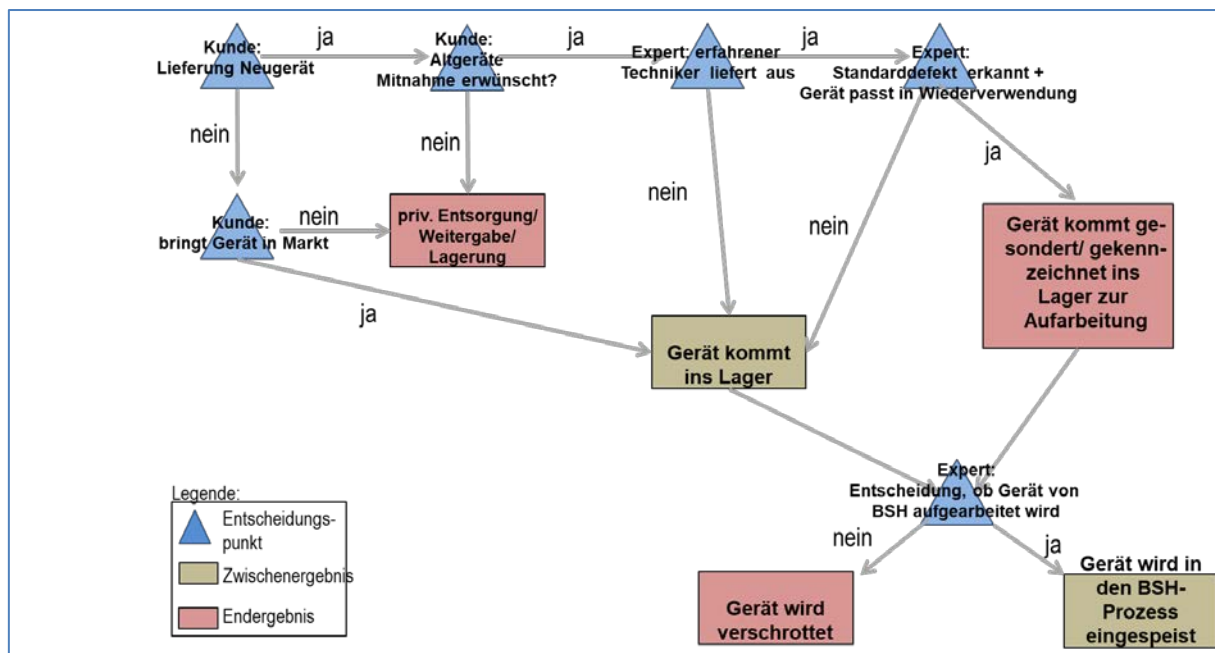 Kunde:
Lieferung Neugerät
ja
Kunde:
Altgeräte
Mitnahme erwünscht?
ja
Expert: erfahrener
Techniker liefert aus
ja
Expert:
Standarddefekt erkannt +
Gerät passt in Wiederverwendung
nein
nein
nein
nein
ja
Kunde:
bringt Gerät in Markt
nein
priv. Entsorgung/
Weitergabe/
Lagerung
Gerät kommt ge-
sondert/ gekenn-
zeichnet ins
Lager zur
Aufarbeitung
ja
Gerät kommt
ins Lager
Expert:
Entscheidung, ob Gerät von
BSH aufgearbeitet wird
nein
ja
Gerät wird
verschrottet
Gerät wird in
den BSH-
Prozess
eingespeist
Legende:
Entscheidungs-
punkt
Zwischenergebnis
Endergebnis